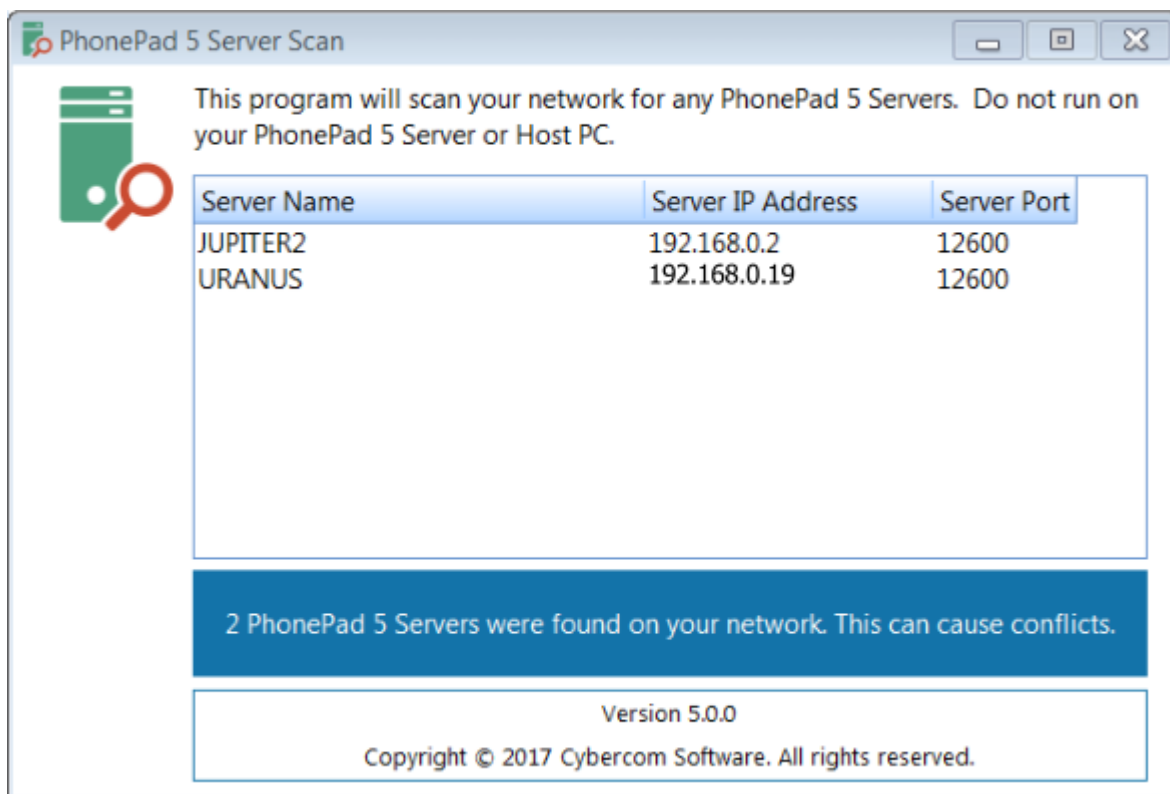 PhonePad 5 Server Scan
This program will scan your network for any PhonePad 5 Servers.  Do not run on
your PhonePad 5 Server or Host PC.
Server Name Server IP Address Server Port
JUPITER2 192.168.0.2 12600
URANUS 192.168.0.19 12600
2 PhonePad 5 Servers were found on your network. This can cause conflicts.
Version 5.0.0
Copyright © 2017 Cybercom Software. All rights reserved.